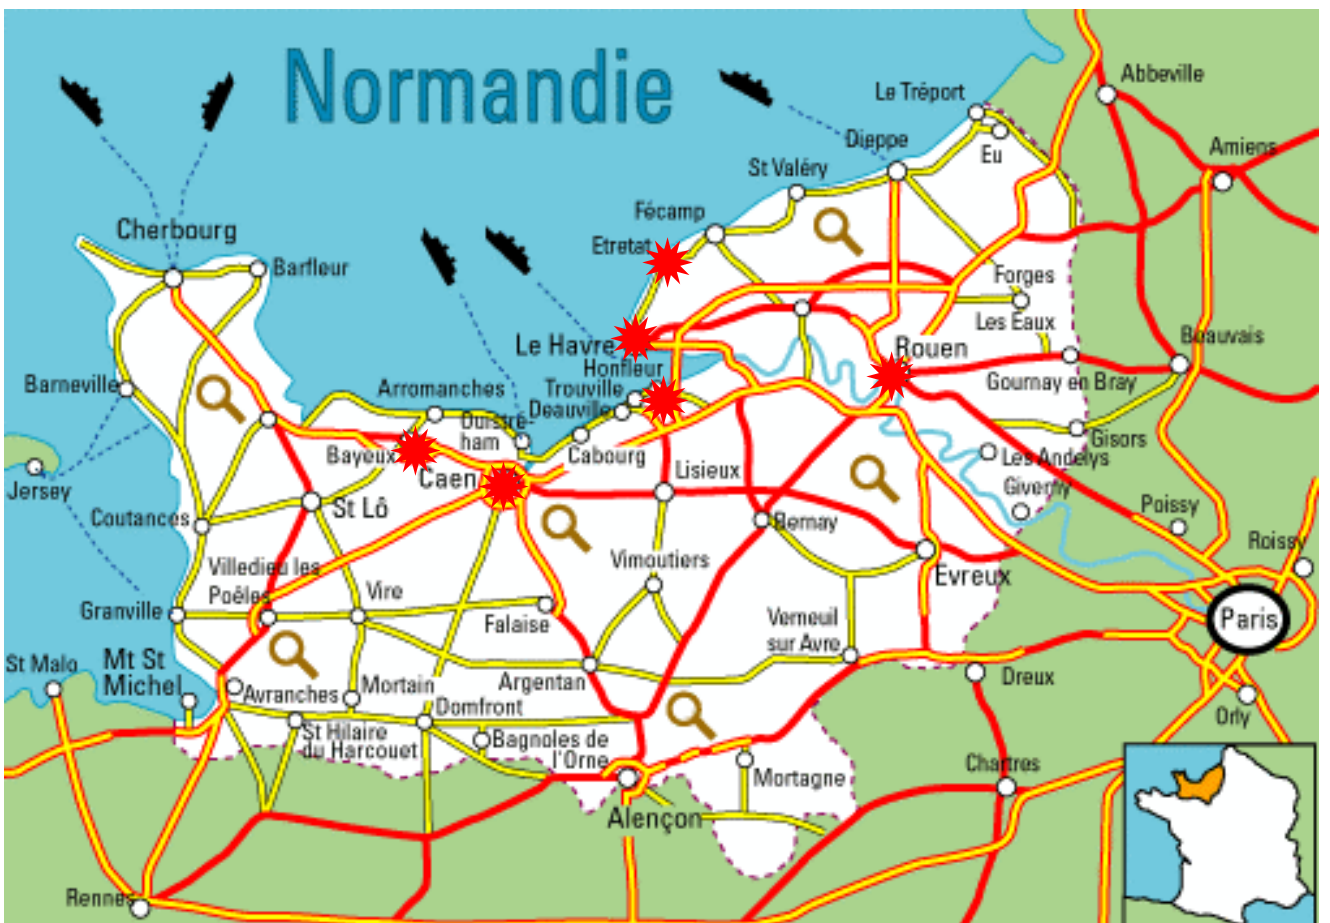 Normandie
Abbeville
Le Tréport
Dieppe
Eu
Amiens
St Valéry
Fécamp
Cherbourg
Etretat
Barfleur
Forges
Les Eaux
Le Havre
Rouen
Beauvais
Honfleur
Gournay en Bray
Barneville
Arromanches
Trouville
Deauville
Ouistre-
ham
Gisors
Bayeux
Cabourg
Les Andelys
Caen
Lisieux
Giverny
Jersey
St Lô
Poissy
Coutances
Bernay
Roissy
Vimoutiers
Evreux
Villedieu les
Poêles
Vire
Granville
Falaise
Verneuil
sur Avre
Paris
St Malo
Mt St
Michel
Avranches
Mortain
Argentan
Dreux
Domfront
Orly
St Hilaire
du Harcouet
Bagnoles de
l'Orne
Mortagne
Chartres
Alençon
Rennes